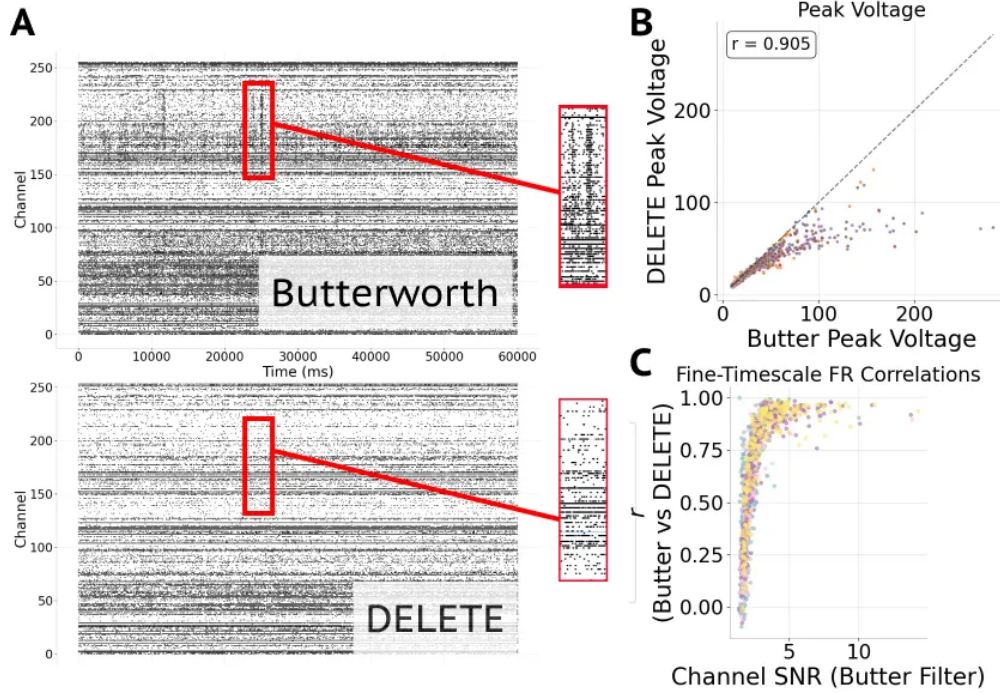 A
250
200
150
100
50
0
Channel
Butterworth
0 10000 20000 30000 40000 50000 60000
Time (ms)
250
200
150
100
50
0
Channel
DELETE
B
Peak Voltage
r = 0.905
DELETE Peak Voltage
200
100
0
0 100 200
Butter Peak Voltage
C
Fine-Timescale FR Correlations
r
(Butter vs DELETE)
1.00
0.75
0.50
0.25
0.00
5 10
Channel SNR (Butter Filter)